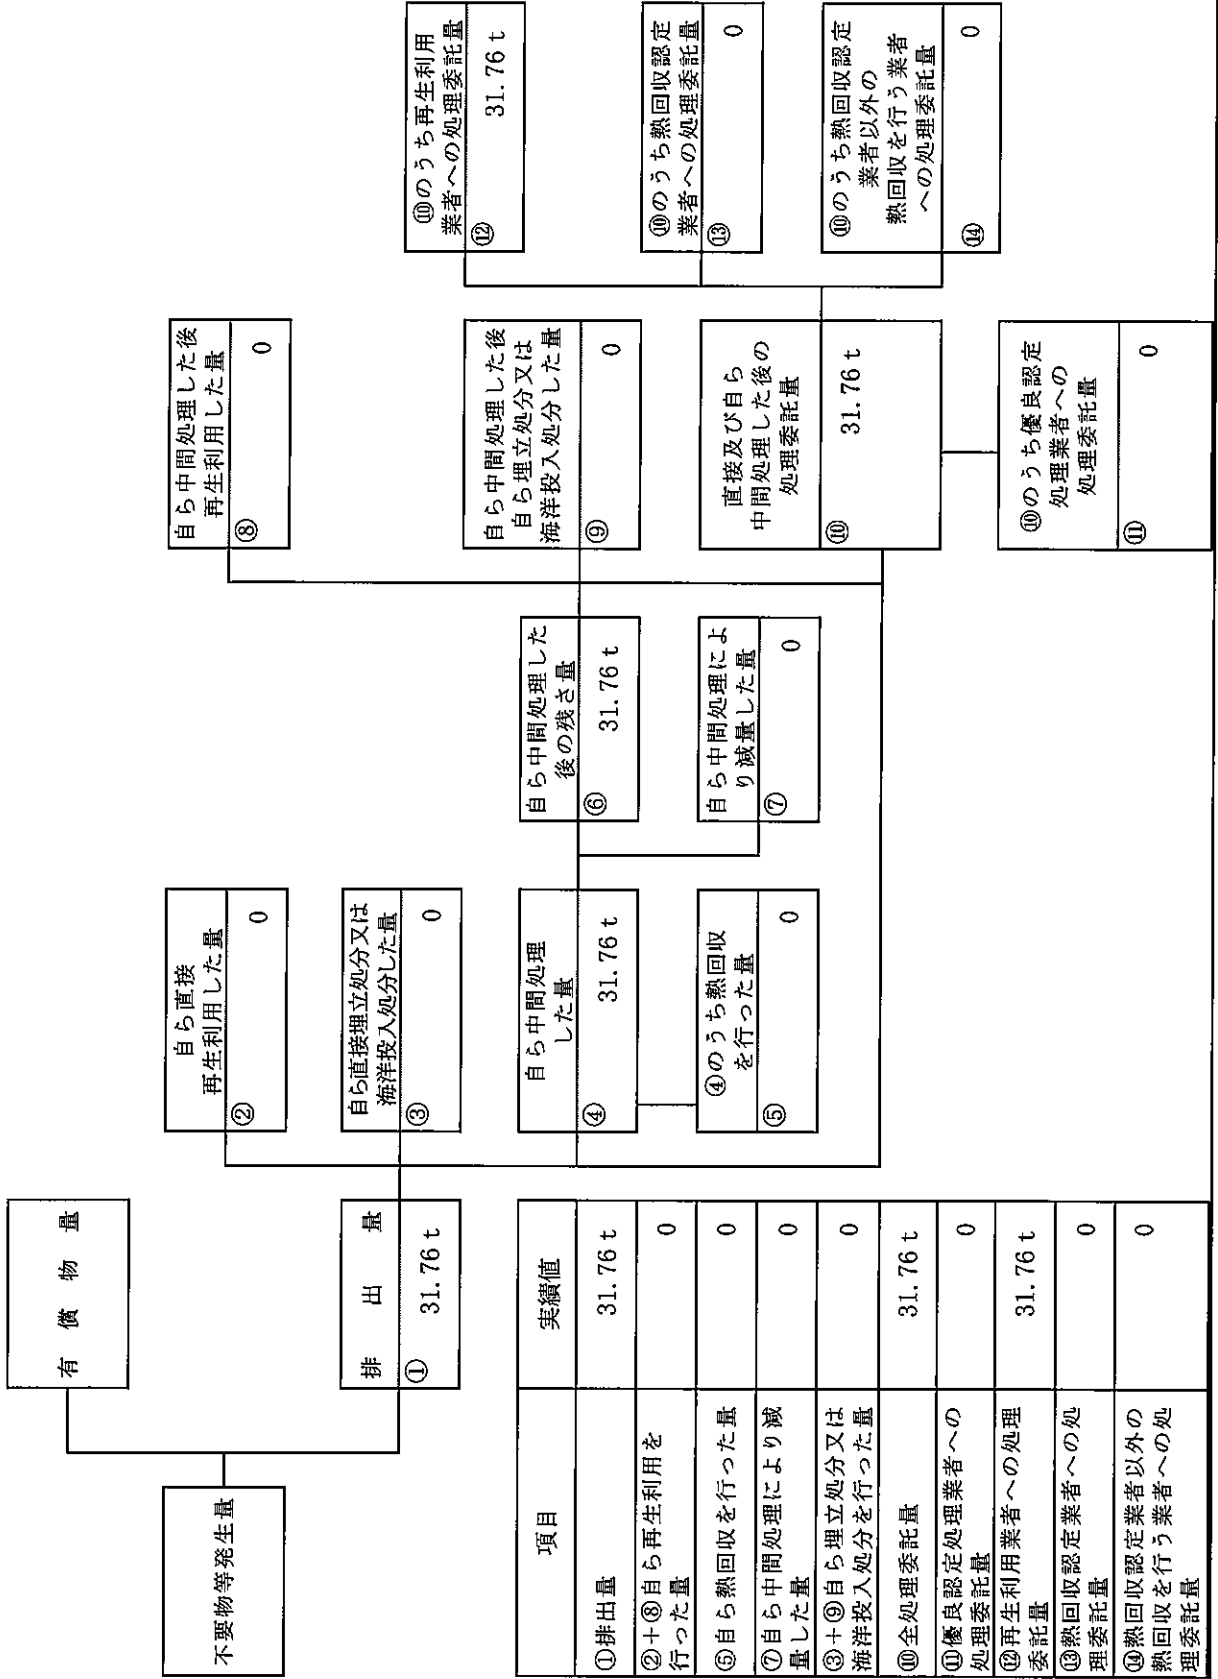 不要物等発生量
有償物量
排出量
① 31.76 t
自ら直接
再生利用した量
② 0
自ら直接埋立処分又は
海洋投入処分した量
③ 0
自ら中間処理
した量
④ 31.76 t
④のうち熱回収
を行った量
⑤ 0
自ら中間処理した
後の残さ量
⑥ 31.76 t
自ら中間処理によ
り減量した量
⑦ 0
自ら中間処理した後
再生利用した量
⑧ 0
自ら中間処理した後
自ら埋立処分又は
海洋投入処分した量
⑨ 0
直接及び自ら
中間処理した後の
処理委託量
⑩ 31.76 t
⑩のうち優良認定
処理業者への
処理委託量
⑪ 0
⑩のうち再生利用
業者への処理委託量
⑫ 31.76 t
⑩のうち熱回収認定
業者への処理委託量
⑬ 0
⑩のうち熱回収認定
業者以外の
熱回収を行う業者
への処理委託量
⑭ 0
項目 実績値
①排出量 31.76 t
②+⑧自ら再生利用を
行った量 0
⑤自ら熱回収を行った量 0
⑦自ら中間処理により減
量した量 0
③+⑨自ら埋立処分又は
海洋投入処分を行った量 0
⑩全処理委託量 31.76 t
⑪優良認定処理業者への
処理委託量 0
⑫再生利用業者への処理
委託量 31.76 t
⑬熱回収認定業者への処
理委託量 0
⑭熱回収認定業者以外の
熱回収を行う業者への処
理委託量 0